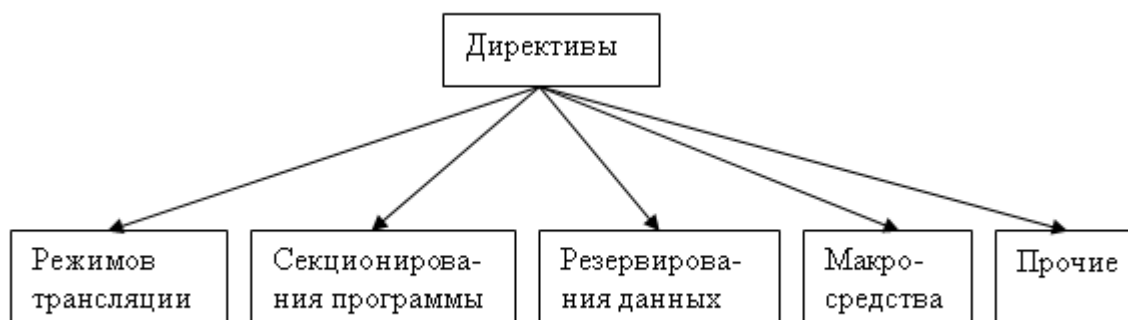 Директивы
Режимов
трансляции
Секционирова-
ния программы
Резервирова-
ния данных
Макро-
средства
Прочие